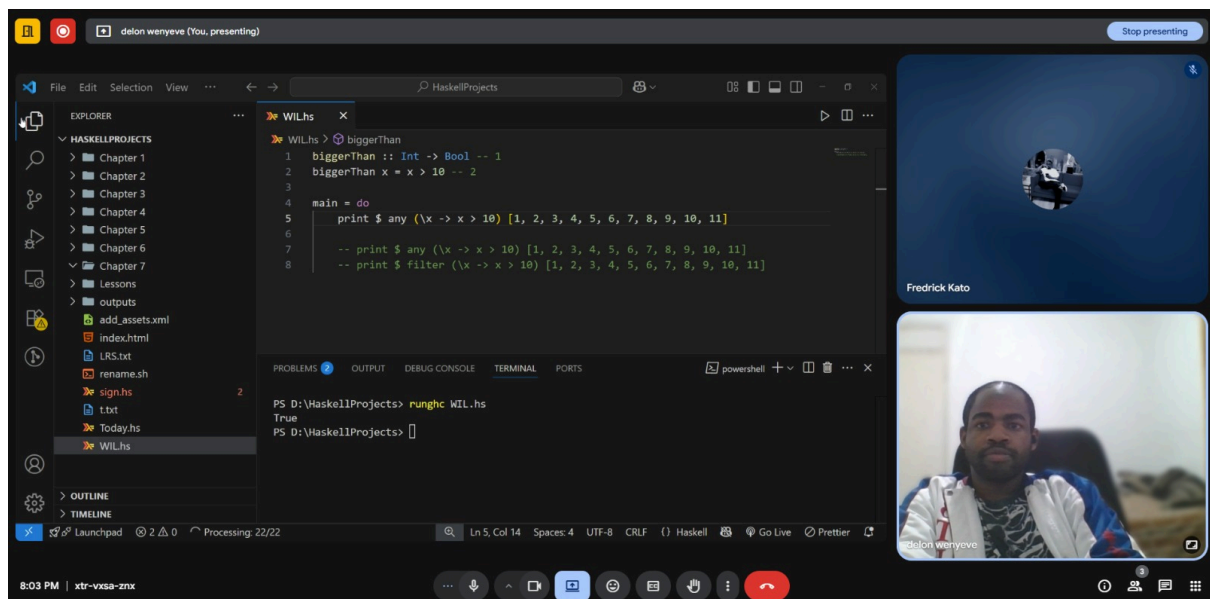 delon wenyeve (You, presenting)
Stop presenting
File Edit Selection View ··· HaskellProjects
EXPLORER ···
HASKELLPROJECTS
Chapter 1
Chapter 2
Chapter 3
Chapter 4
Chapter 5
Chapter 6
Chapter 7
Lessons
outputs
add_assets.xml
index.html
LRS.txt
rename.sh
sign.hs 2
t.txt
Today.hs
WIL.hs
OUTLINE
TIMELINE
WIL.hs
WIL.hs > biggerThan
1 biggerThan :: Int -> Bool -- 1
2 biggerThan x = x > 10 -- 2
3
4 main = do
5 print $ any (\x -> x > 10) [1, 2, 3, 4, 5, 6, 7, 8, 9, 10, 11]
6
7 -- print $ any (\x -> x > 10) [1, 2, 3, 4, 5, 6, 7, 8, 9, 10, 11]
8 -- print $ filter (\x -> x > 10) [1, 2, 3, 4, 5, 6, 7, 8, 9, 10, 11]
PROBLEMS 2 OUTPUT DEBUG CONSOLE TERMINAL PORTS powershell
PS D:\HaskellProjects> runghc WIL.hs
True
PS D:\HaskellProjects>
Launchpad 2 0 Processing: 22/22 Ln 5, Col 14 Spaces: 4 UTF-8 CRLF {} Haskell Go Live Prettier
Fredrick Kato
delon wenyeve
8:03 PM | xtr-vxsa-znx
3